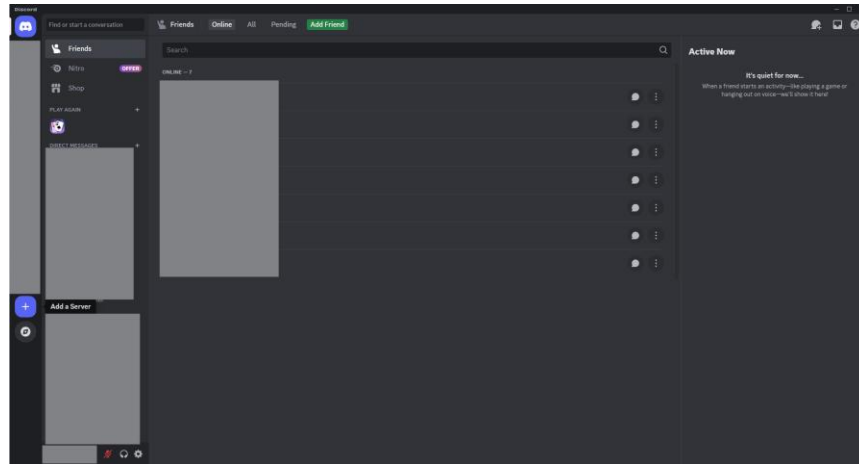 Discord
Find or start a conversation
Friends
Online
All
Pending
Add Friend
Friends
Nitro
OFFER
Shop
PLAY AGAIN
DIRECT MESSAGES
Add a Server
Search
ONLINE – 7
Active Now
It's quiet for now...
When a friend starts an activity—like playing a game or
hanging out on voice—we'll show it here!